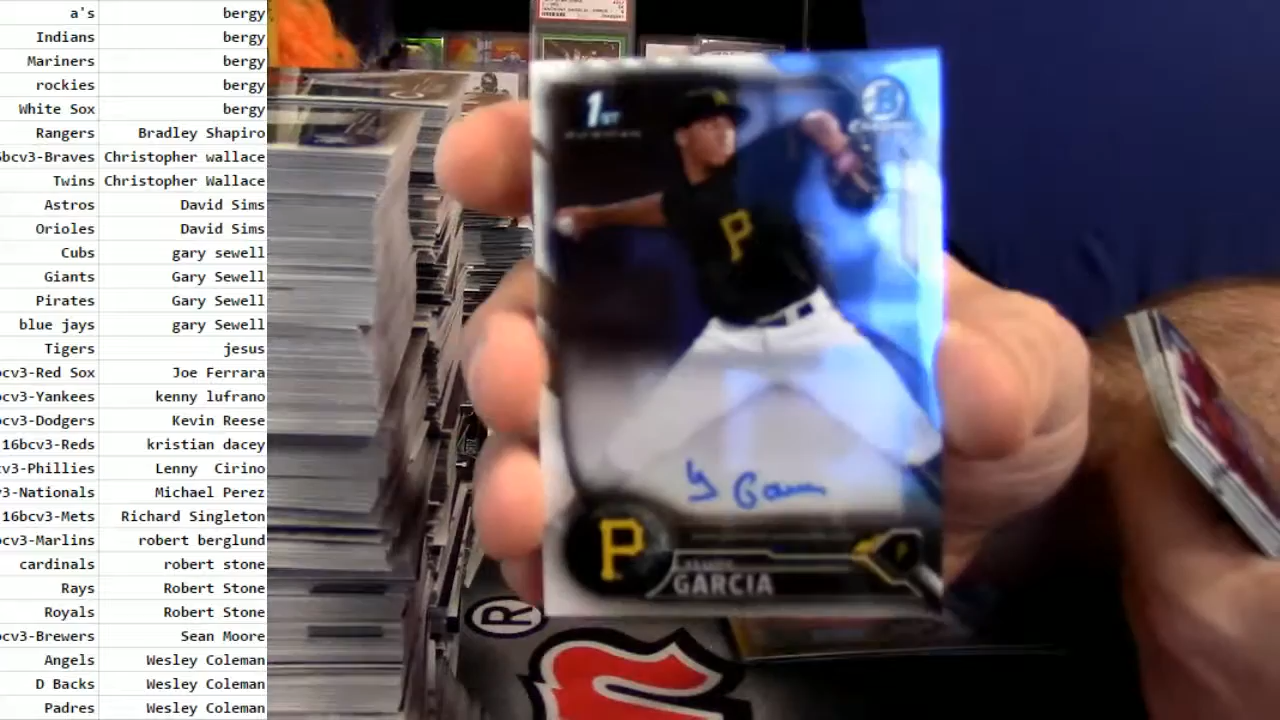 a's bergy
Indians bergy
Mariners bergy
rockies bergy
White Sox bergy
Rangers Bradley Shapiro
6bcv3-Braves Christopher wallace
Twins Christopher Wallace
Astros David Sims
Orioles David Sims
Cubs gary sewell
Giants Gary Sewell
Pirates Gary Sewell
blue jays gary Sewell
Tigers jesus
cv3-Red Sox Joe Ferrara
cv3-Yankees kenny lufrano
cv3-Dodgers Kevin Reese
16bcv3-Reds kristian dacey
v3-Phillies Lenny Cirino
3-Nationals Michael Perez
16bcv3-Mets Richard Singleton
cv3-Marlins robert berglund
cardinals robert stone
Rays Robert Stone
Royals Robert Stone
cv3-Brewers Sean Moore
Angels Wesley Coleman
D Backs Wesley Coleman
Padres Wesley Coleman
1ST
B
P
Y Garcia
P
GARCIA
P
®